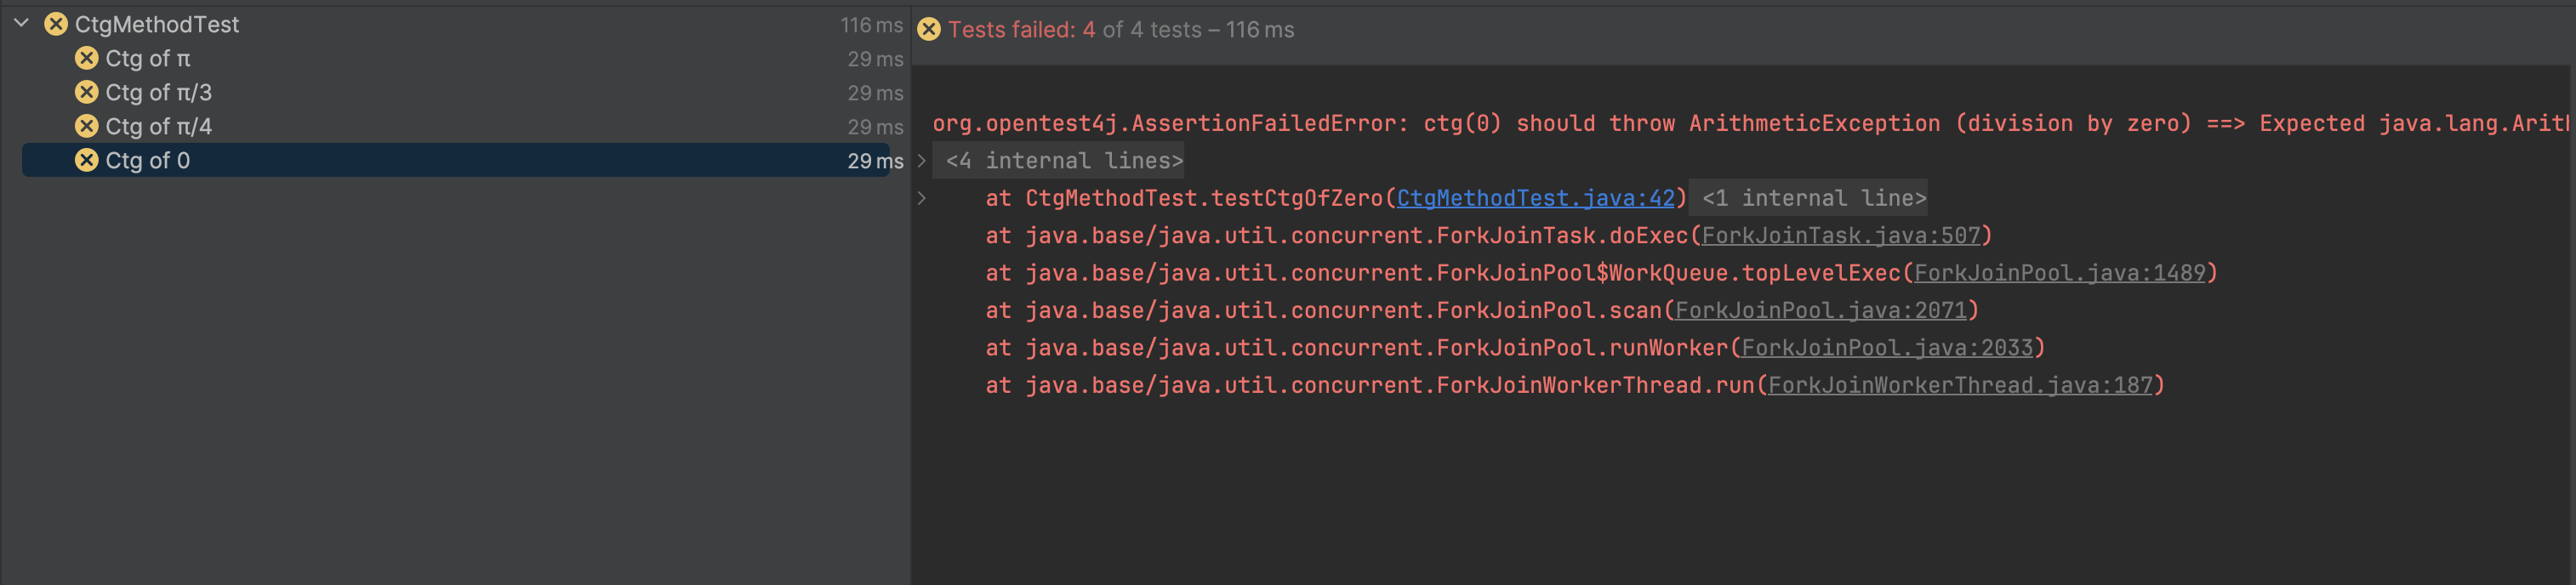 CtgMethodTest 116 ms
Ctg of π 29 ms
Ctg of π/3 29 ms
Ctg of π/4 29 ms
Ctg of 0 29 ms
Tests failed: 4 of 4 tests – 116 ms
org.opentest4j.AssertionFailedError: ctg(0) should throw ArithmeticException (division by zero) ==> Expected java.lang.Arith
<4 internal lines>
at CtgMethodTest.testCtgOfZero(CtgMethodTest.java:42) <1 internal line>
at java.base/java.util.concurrent.ForkJoinTask.doExec(ForkJoinTask.java:507)
at java.base/java.util.concurrent.ForkJoinPool$WorkQueue.topLevelExec(ForkJoinPool.java:1489)
at java.base/java.util.concurrent.ForkJoinPool.scan(ForkJoinPool.java:2071)
at java.base/java.util.concurrent.ForkJoinPool.runWorker(ForkJoinPool.java:2033)
at java.base/java.util.concurrent.ForkJoinWorkerThread.run(ForkJoinWorkerThread.java:187)